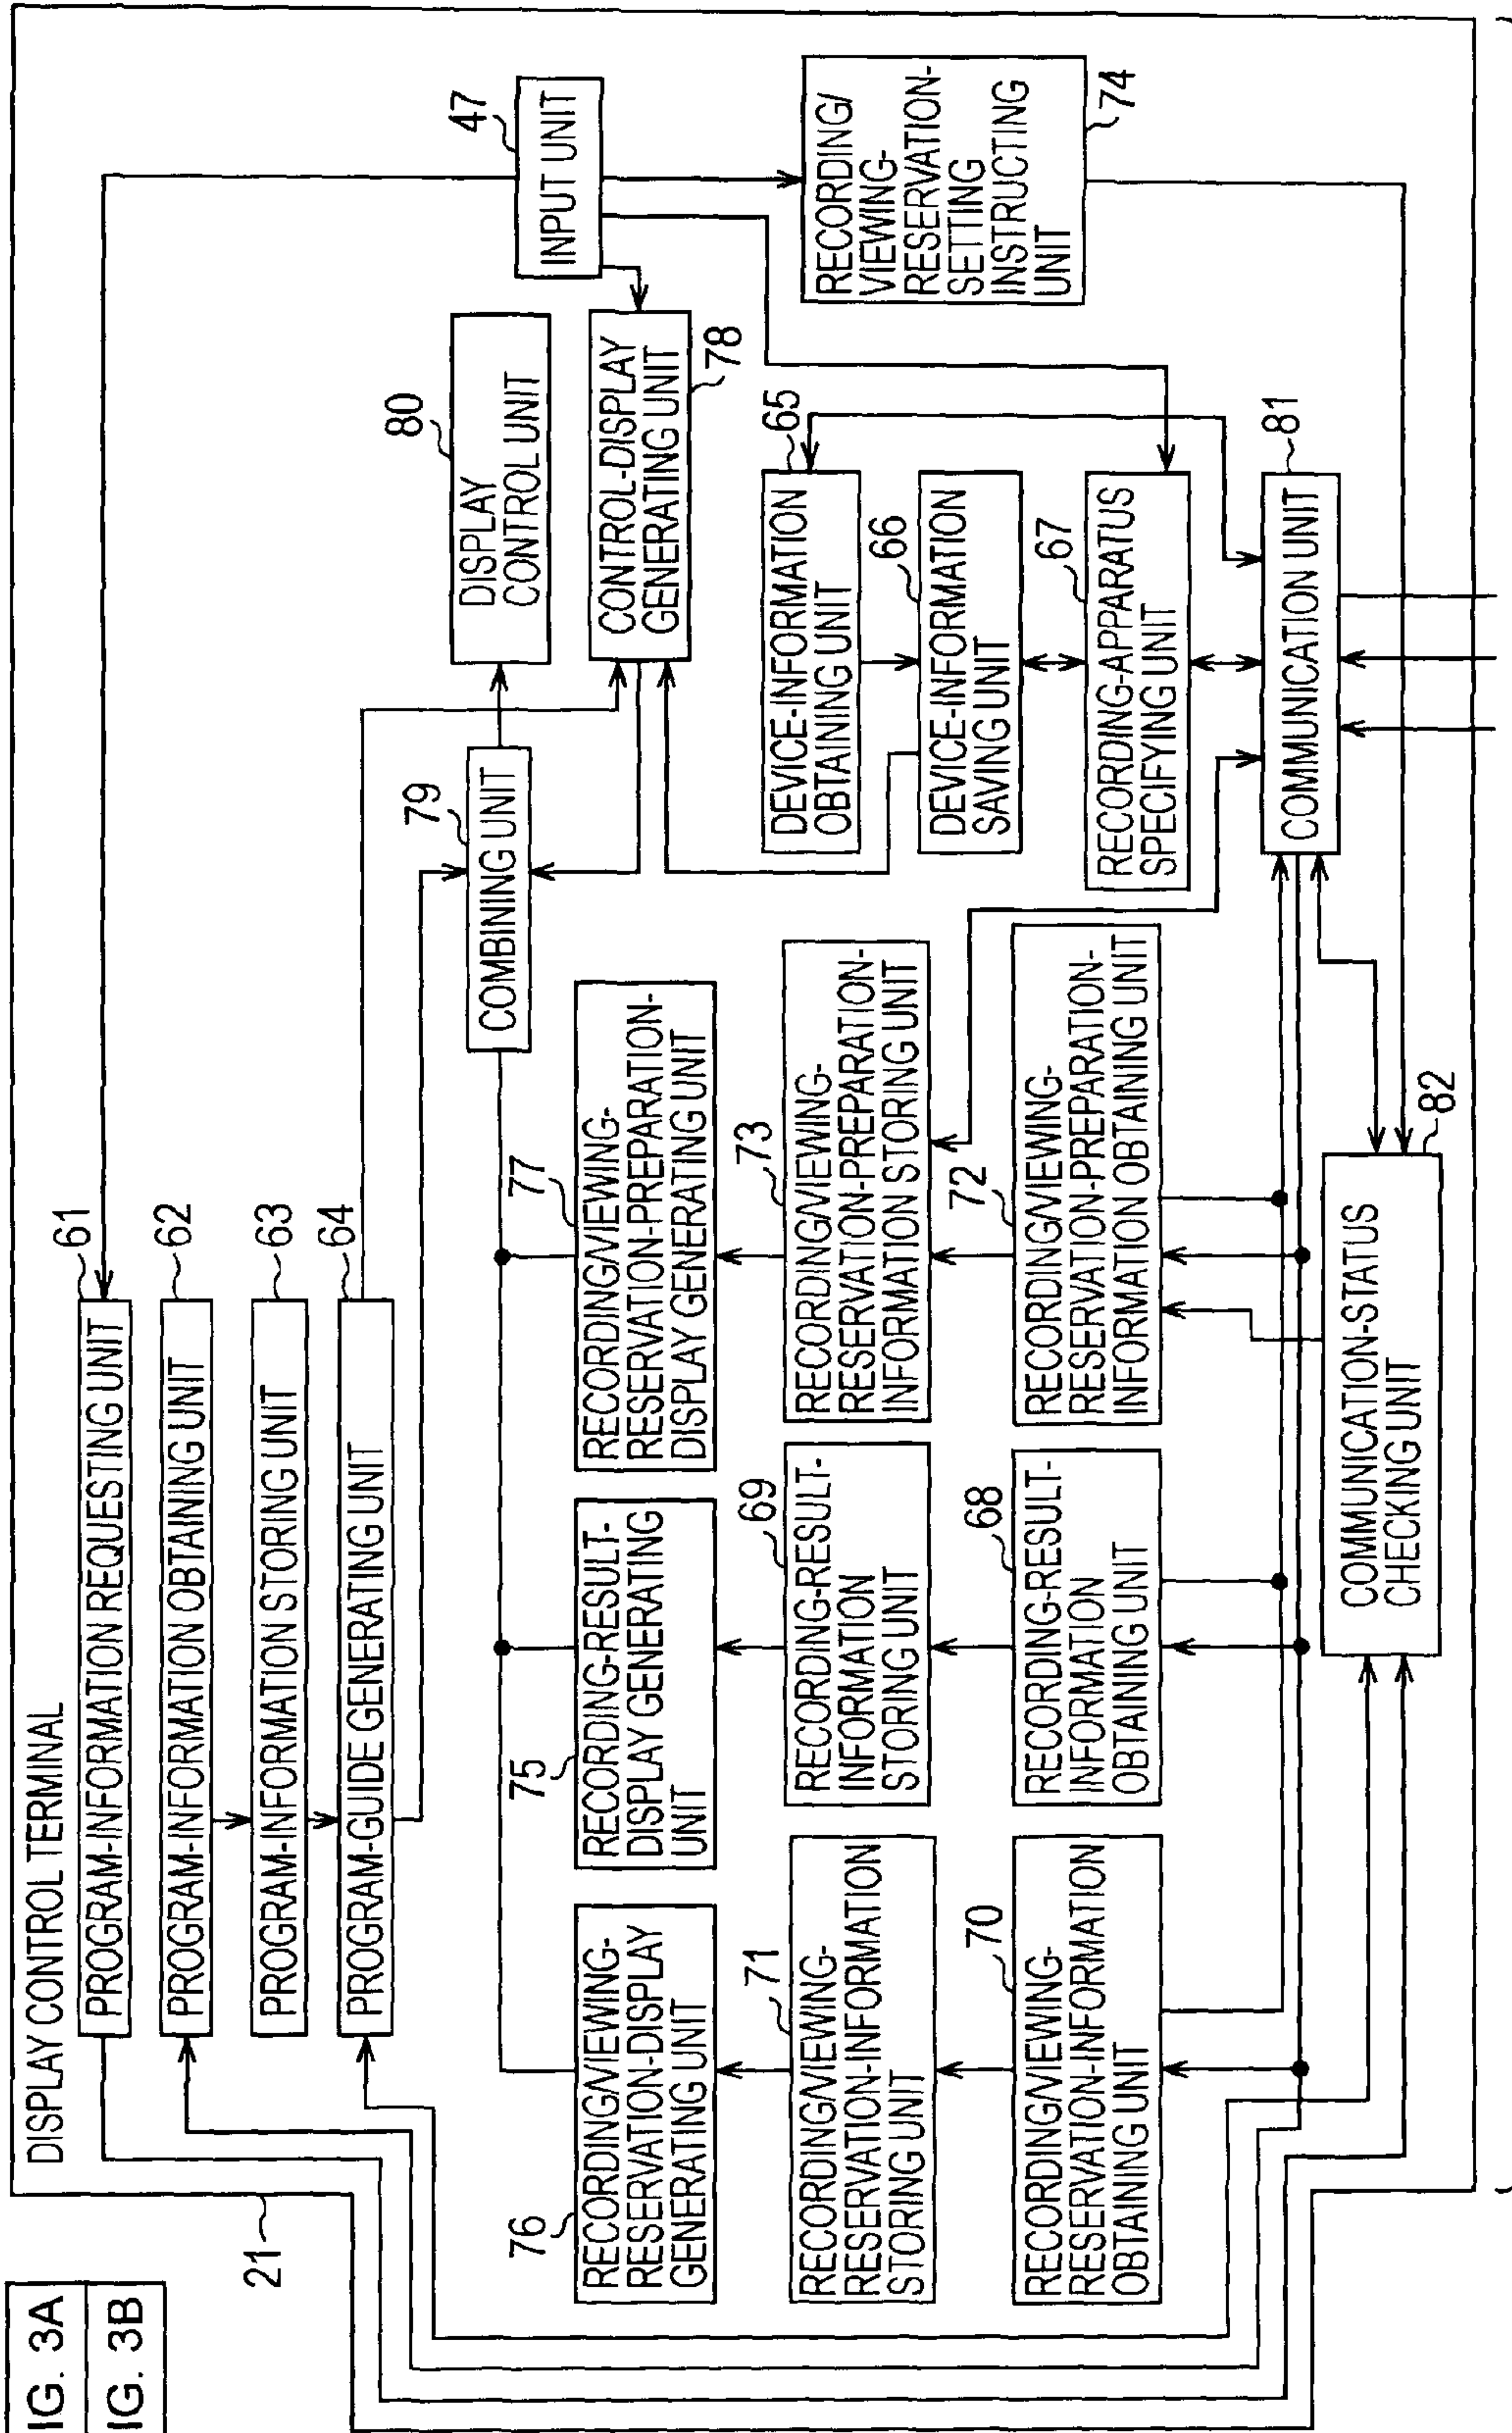 IG. 3A
IG. 3B
21
DISPLAY CONTROL TERMINAL
61
PROGRAM-INFORMATION REQUESTING UNIT
62
PROGRAM-INFORMATION OBTAINING UNIT
63
PROGRAM-INFORMATION STORING UNIT
64
PROGRAM-GUIDE GENERATING UNIT
47
INPUT UNIT
80
DISPLAY
CONTROL UNIT
79
COMBINING UNIT
CONTROL-DISPLAY
GENERATING UNIT
78
76
RECORDING/VIEWING-
RESERVATION-DISPLAY
GENERATING UNIT
75
RECORDING-RESULT-
DISPLAY GENERATING
UNIT
77
RECORDING/VIEWING-
RESERVATION-PREPARATION-
DISPLAY GENERATING UNIT
65
DEVICE-INFORMATION
OBTAINING UNIT
RECORDING/
VIEWING-
RESERVATION-
SETTING
INSTRUCTING
UNIT
74
71
RECORDING/VIEWING-
RESERVATION-INFORMATION
STORING UNIT
69
RECORDING-RESULT-
INFORMATION
STORING UNIT
73
RECORDING/VIEWING-
RESERVATION-PREPARATION-
INFORMATION STORING UNIT
66
DEVICE-INFORMATION
SAVING UNIT
70
RECORDING/VIEWING-
RESERVATION-INFORMATION
OBTAINING UNIT
68
RECORDING-RESULT-
INFORMATION
OBTAINING UNIT
72
RECORDING/VIEWING-
RESERVATION-PREPARATION-
INFORMATION OBTAINING UNIT
67
RECORDING-APPARATUS
SPECIFYING UNIT
81
COMMUNICATION UNIT
COMMUNICATION-STATUS
CHECKING UNIT
82